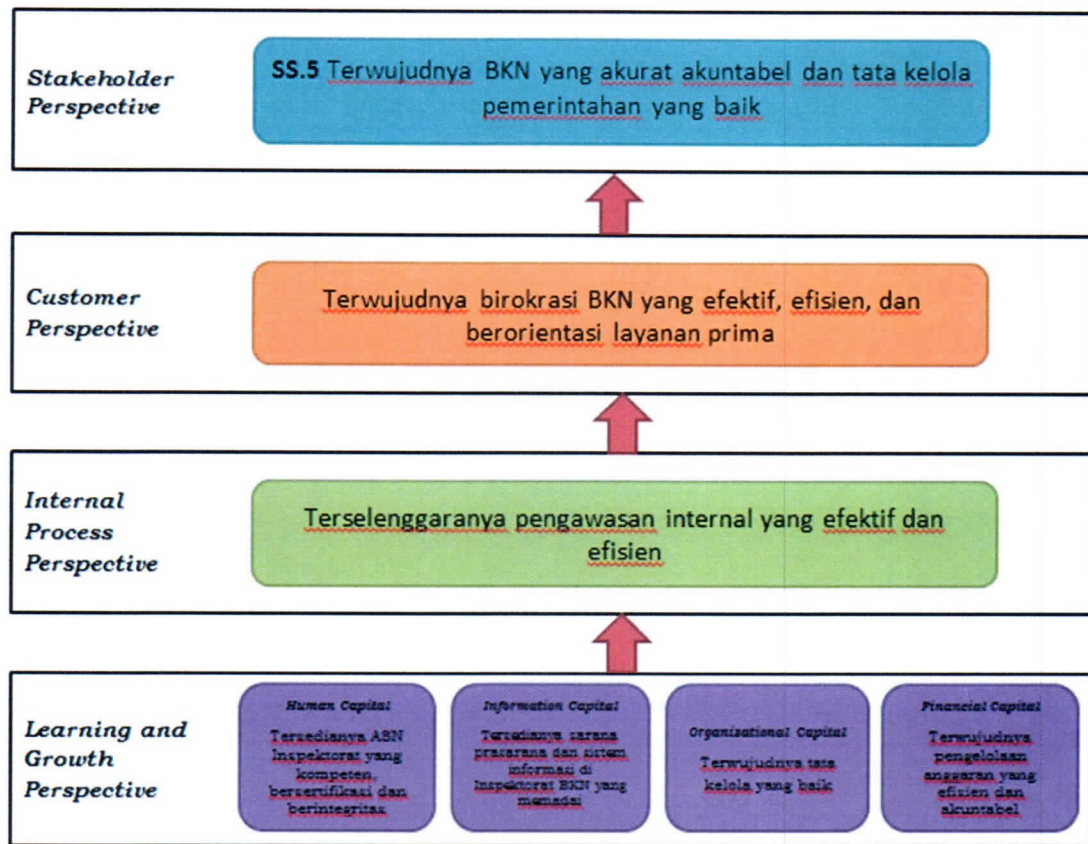 Stakeholder
Perspective
SS.5 Terwujudnya BKN yang akurat akuntabel dan tata kelola
pemerintahan yang baik
Customer
Perspective
Terwujudnya birokrasi BKN yang efektif, efisien, dan
berorientasi layanan prima
Internal
Process
Perspective
Terselenggaranya pengawasan internal yang efektif dan
efisien
Learning and
Growth
Perspective
Human Capital
Tersedianya ASN
Inspektorat yang
kompeten,
bersertifikasi dan
berintegritas
Information Capital
Tersedianya sarana
prasarana dan sistem
informasi di
Inspektorat BKN yang
memadai
Organizational Capital
Terwujudnya tata
kelola yang baik
Financial Capital
Terwujudnya
pengelolaan
anggaran yang
efisien dan
akuntabel